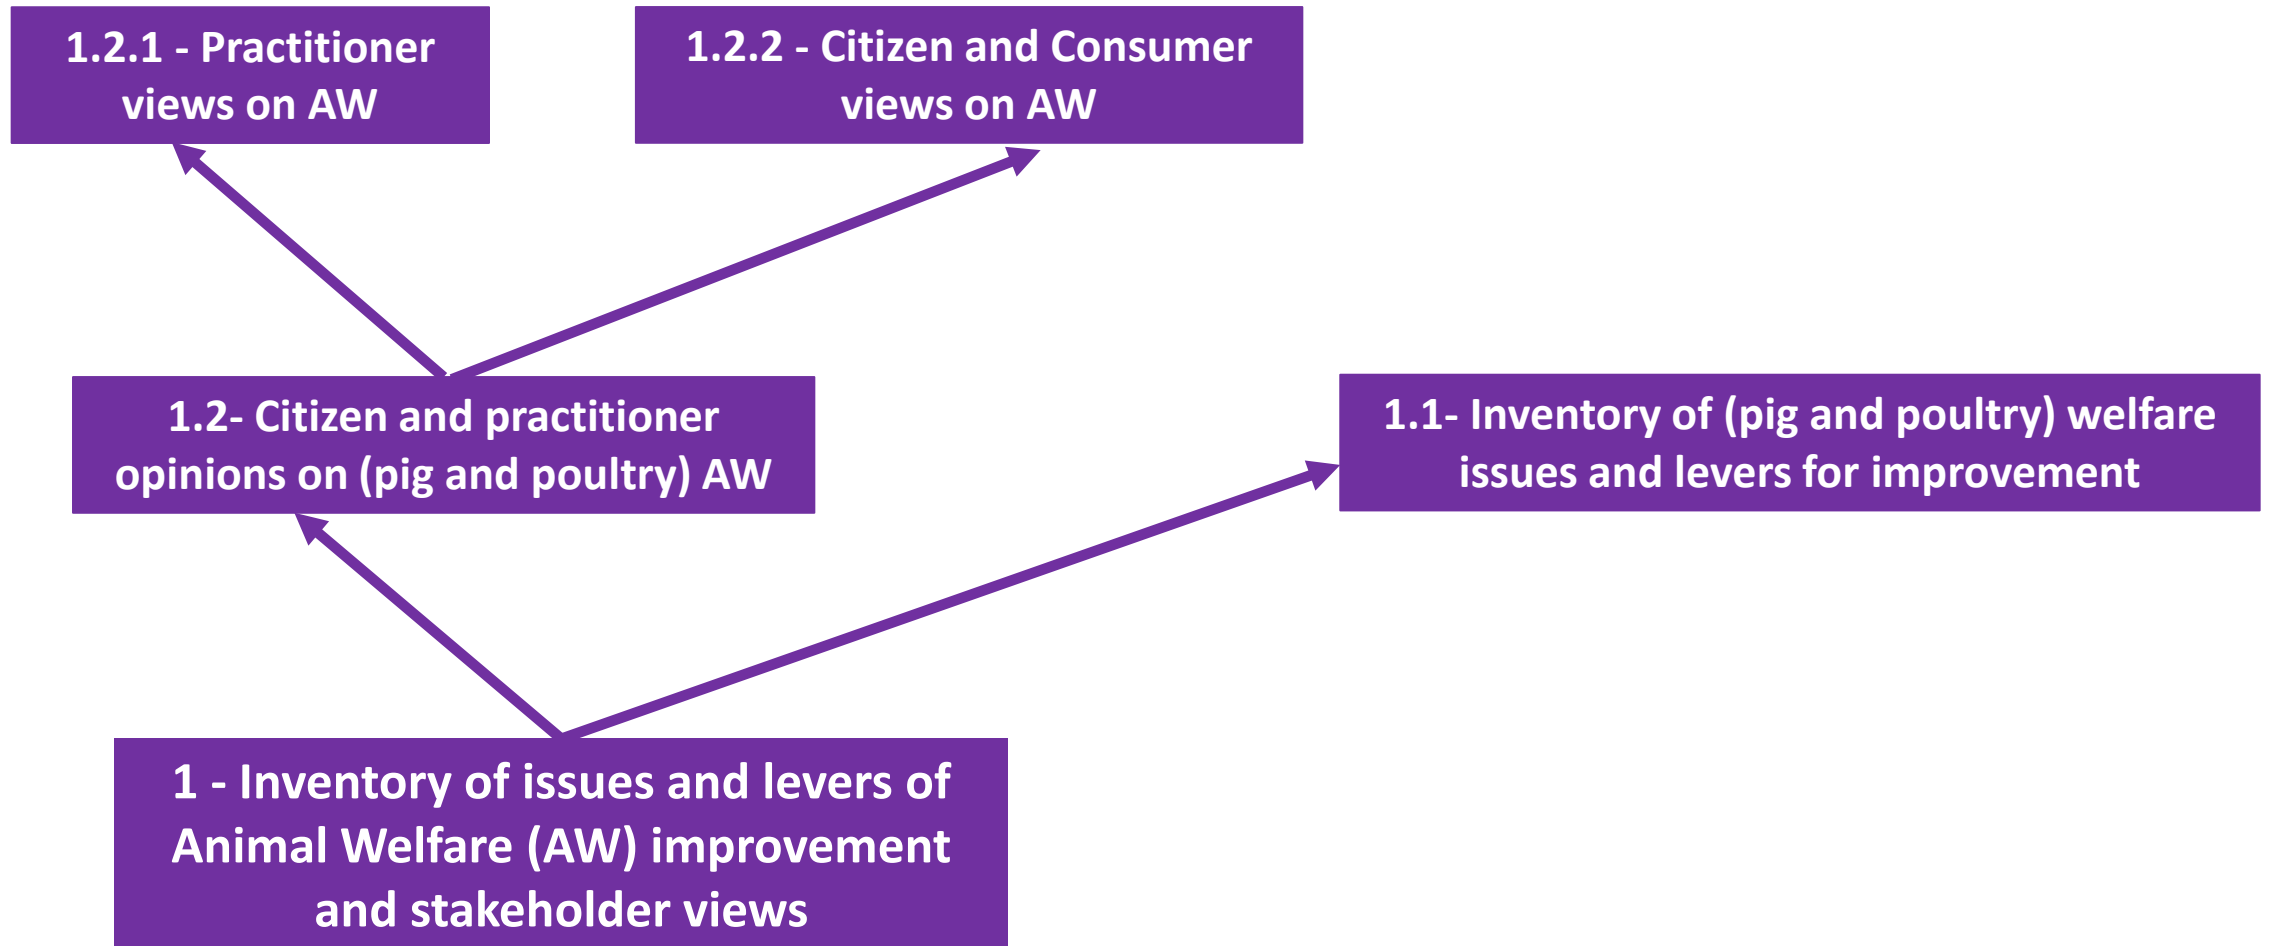 1.2.1 - Practitioner
views on AW
1.2.2 - Citizen and Consumer
views on AW
1.2- Citizen and practitioner
opinions on (pig and poultry) AW
1.1- Inventory of (pig and poultry) welfare
issues and levers for improvement
1 - Inventory of issues and levers of
Animal Welfare (AW) improvement
and stakeholder views